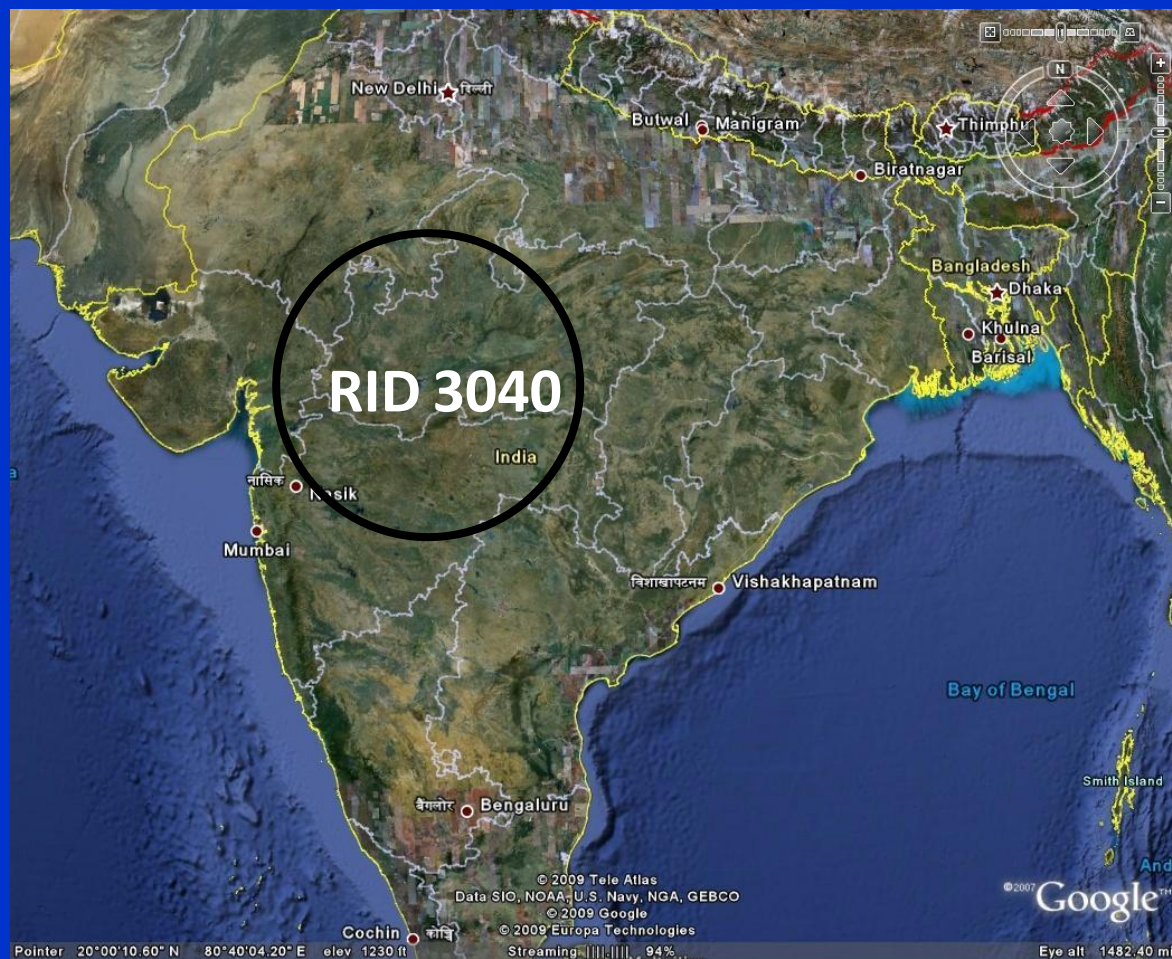 N
New Delhi दिल्ली
Butwal
Manigram
Thimphu
Biratnagar
Bangladesh
Dhaka
Khulna
Barisal
RID 3040
India
नासिक
Nasik
Mumbai
विशाखापटनम Vishakhapatnam
Bay of Bengal
Smith Island
बैंगलोर Bengaluru
And
a
© 2009 Tele Atlas
Data SIO, NOAA, U.S. Navy, NGA, GEBCO
© 2009 Google
© 2009 Europa Technologies
©2007 Google™
Cochin
Pointer 20°00'10.60" N 80°40'04.20" E elev 1230 ft Streaming 94% Eye alt 1482.40 mi